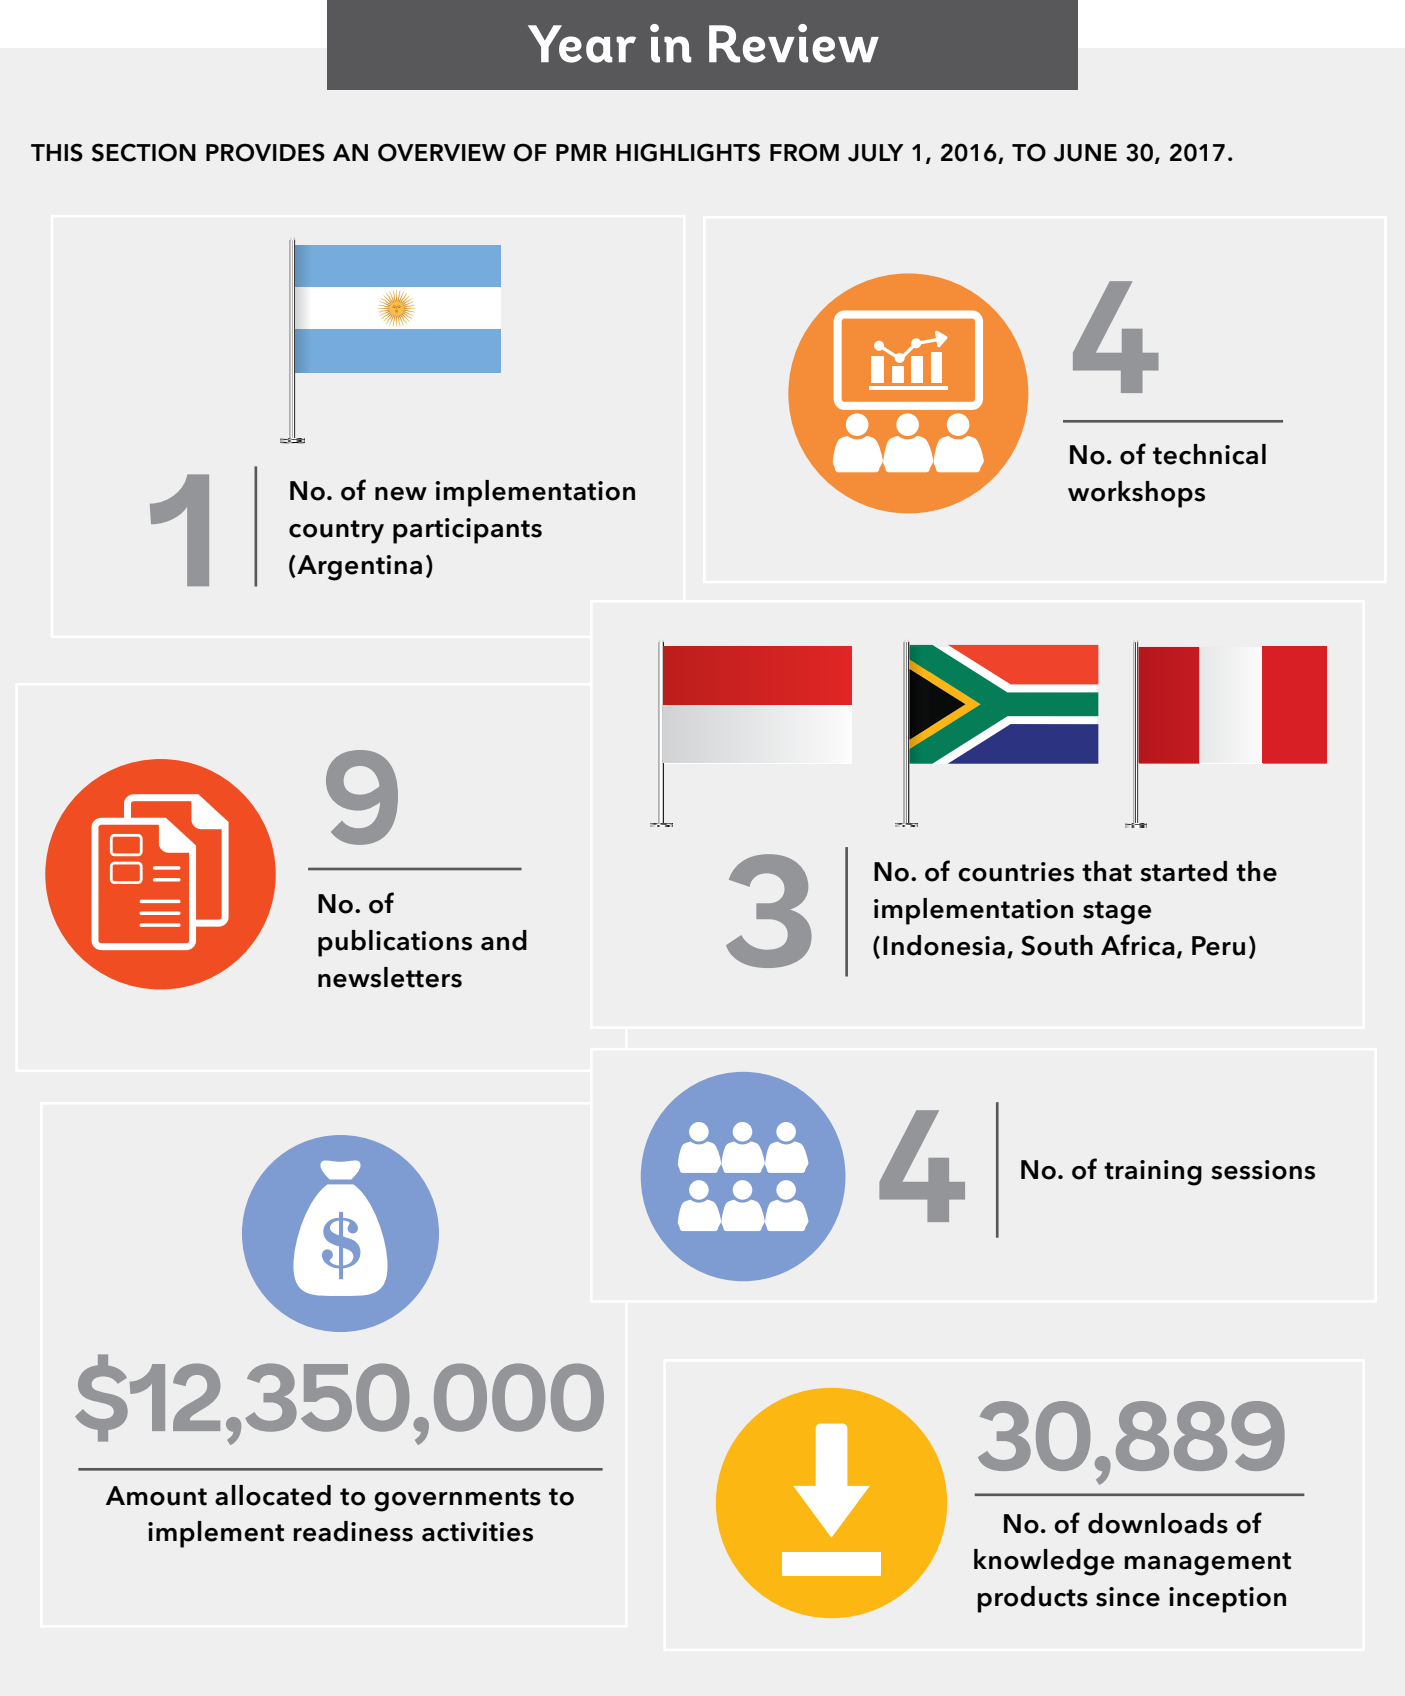 Year in Review
THIS SECTION PROVIDES AN OVERVIEW OF PMR HIGHLIGHTS FROM JULY 1, 2016, TO JUNE 30, 2017.
1
No. of new implementation
country participants
(Argentina)
4
No. of technical
workshops
9
No. of
publications and
newsletters
3
No. of countries that started the
implementation stage
(Indonesia, South Africa, Peru)
4
No. of training sessions
$
$12,350,000
Amount allocated to governments to
implement readiness activities
30,889
No. of downloads of
knowledge management
products since inception